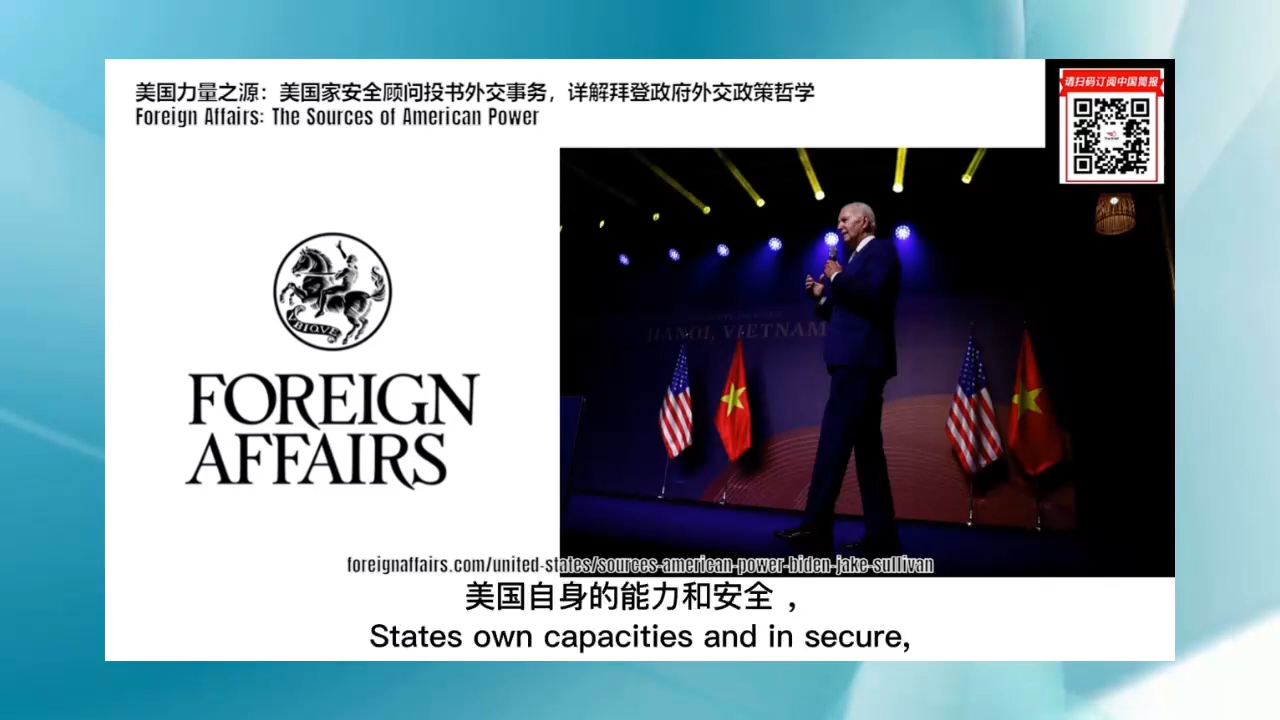 美国力量之源：美国家安全顾问投书外交事务，详解拜登政府外交政策哲学
Foreign Affairs: The Sources of American Power
请扫码订阅中国简报
VBIQVE
HANOI, VIETNAM
FOREIGN
AFFAIRS
foreignaffairs.com/united-states/sources-american-power-biden-jake-sullivan
美国自身的能力和安全 ，
States own capacities and in secure,